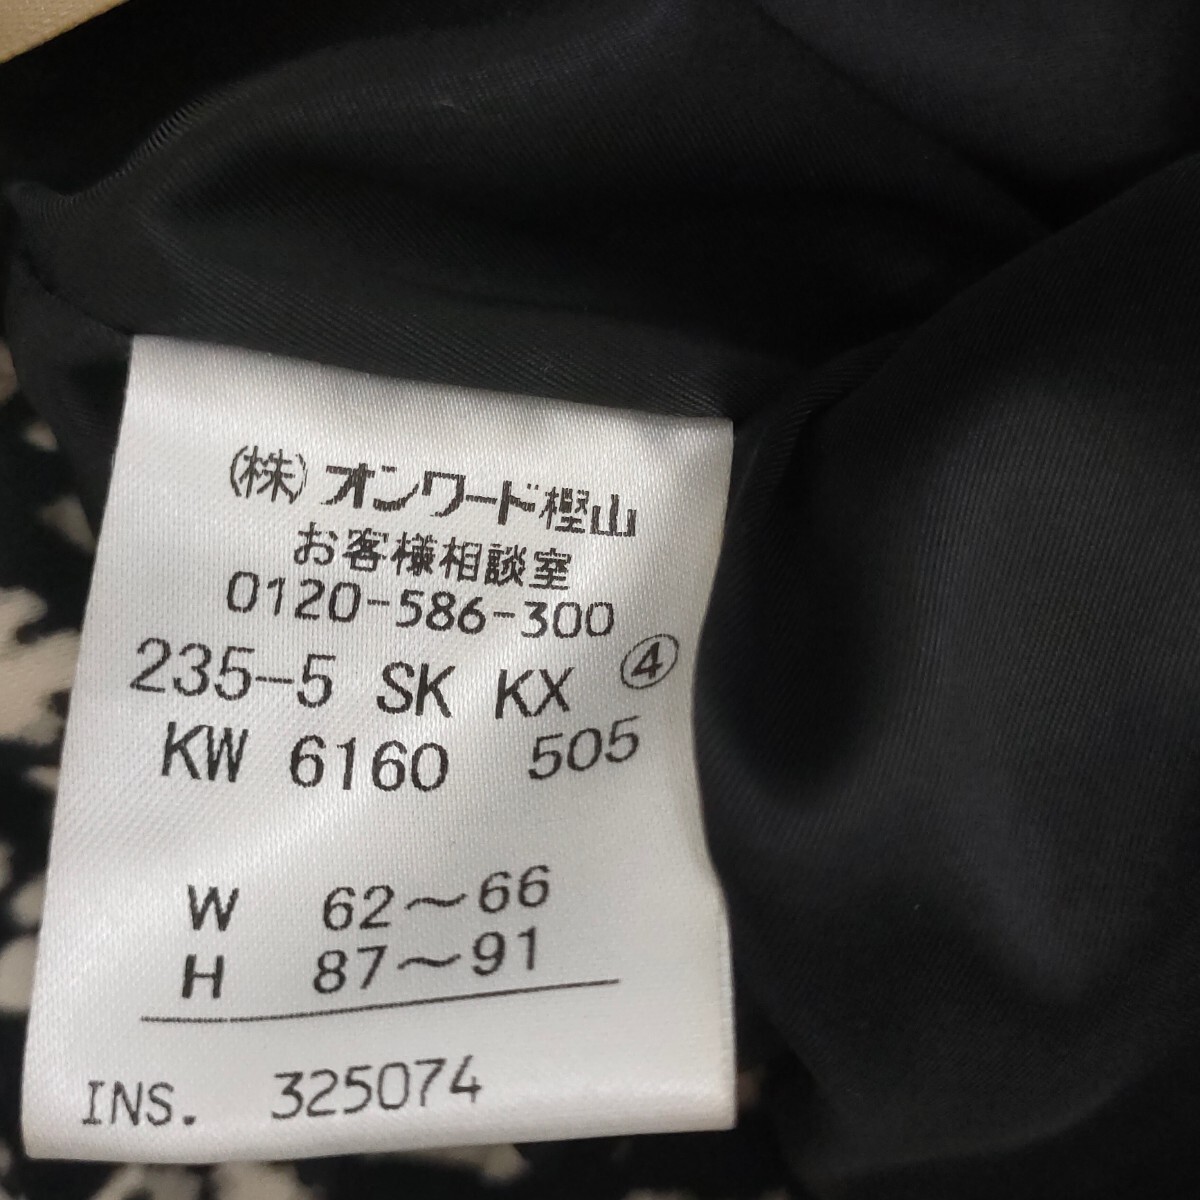 (株)オンワード樫山
お客様相談室
0120-586-300
235-5 SK KX ④
KW 6160 505
W 62～66
H 87～91
INS. 325074